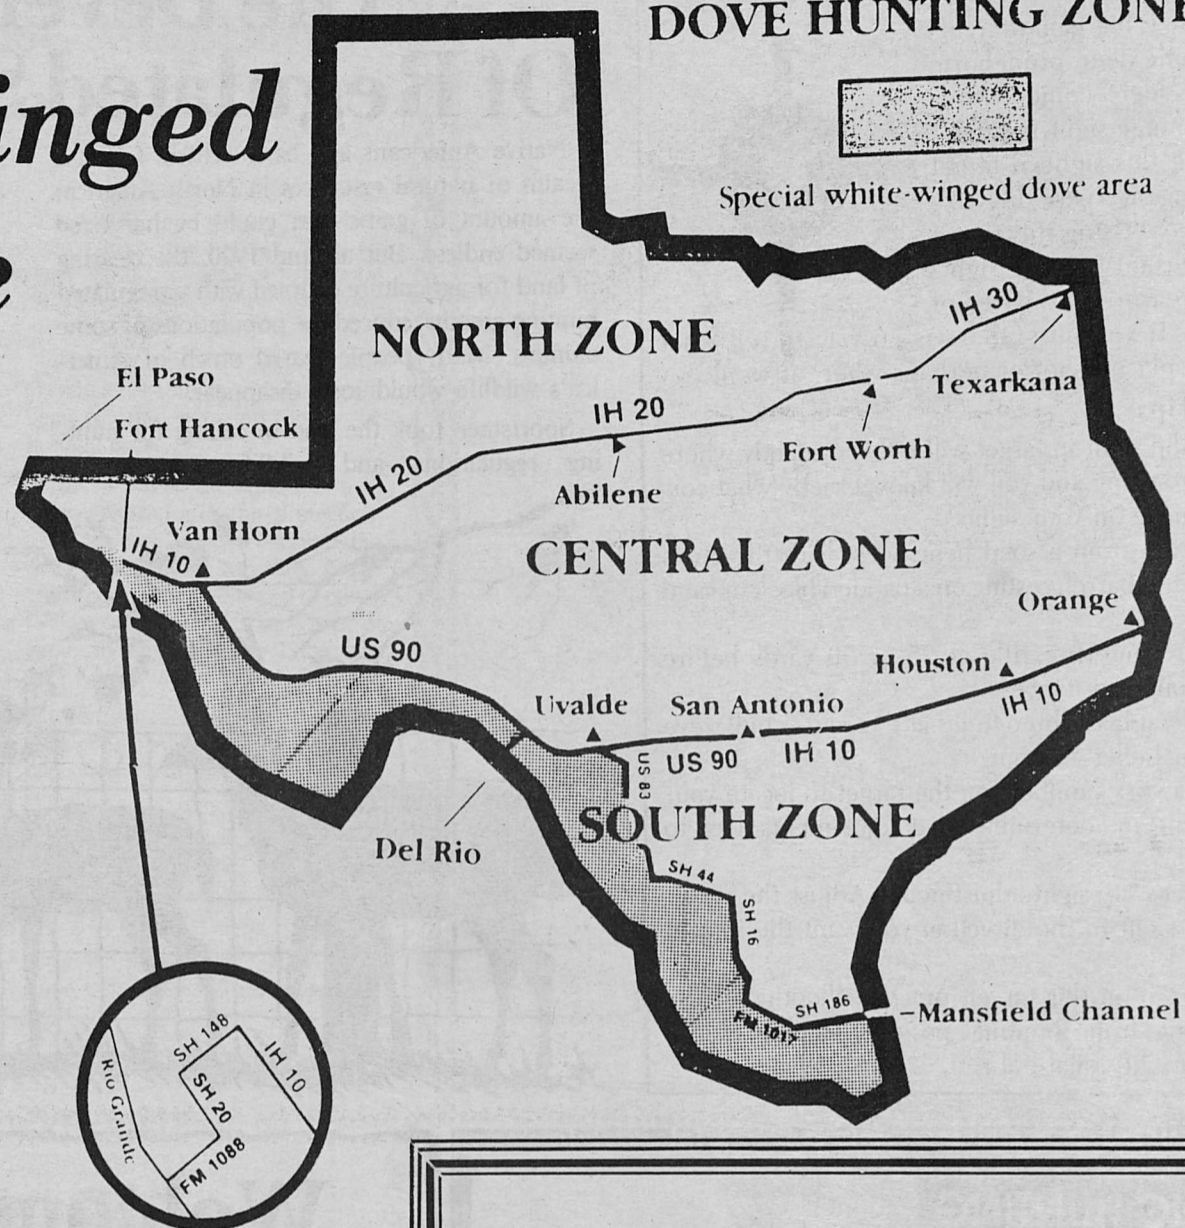 DOVE HUNTING ZONE
inged
e
Special white-winged dove area
NORTH ZONE
IH 30
El Paso
Texarkana
Fort Hancock
IH 20
Fort Worth
IH 20
Abilene
Van Horn
IH 10
CENTRAL ZONE
Orange
US 90
Houston
Uvalde
San Antonio
IH 10
US 90
IH 10
US 83
SOUTH ZONE
Del Rio
SH 44
SH 16
SH 186
Mansfield Channel
FM 1017
SH 148
IH 10
Rio Grande
SH 20
FM 1088